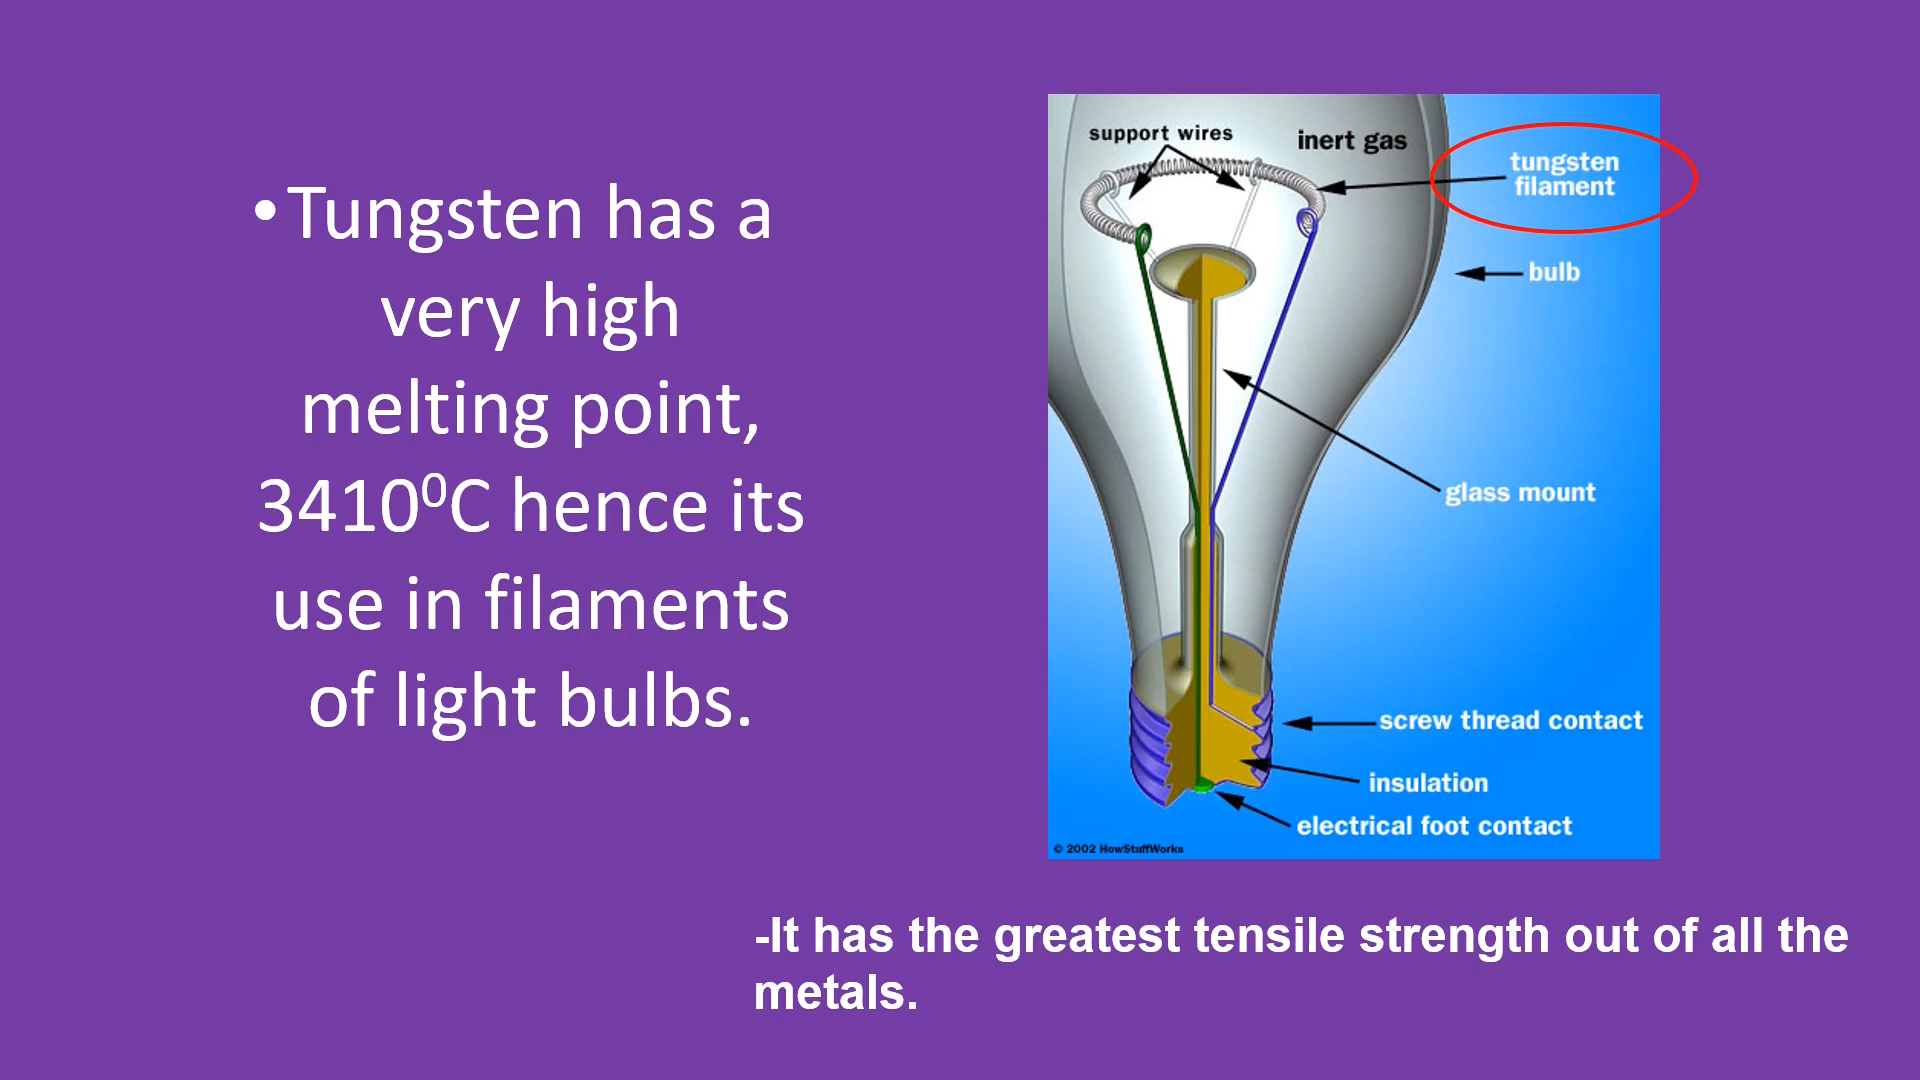 •Tungsten has a
very high
melting point,
3410⁰C hence its
use in filaments
of light bulbs.
support wires
inert gas
tungsten
filament
bulb
glass mount
screw thread contact
insulation
electrical foot contact
© 2002 HowStuffWorks
-It has the greatest tensile strength out of all the
metals.